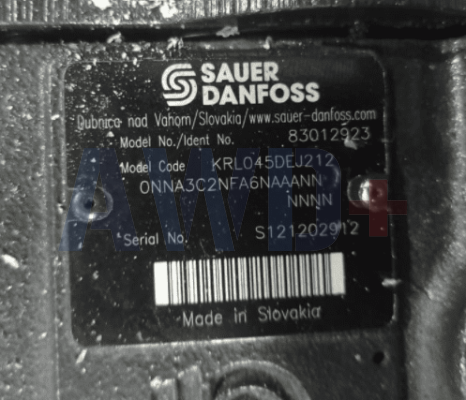 SAUER
DANFOSS
Dubnica nad Vahom/Slovakia/www.sauer-danfoss.com
Model No./Ident No. 83012923
Model Code KRL045DEJ212
0NNA3C2NFA6NAAANN
NNNN
Serial No. S121202912
Made in Slovakia
AWD+